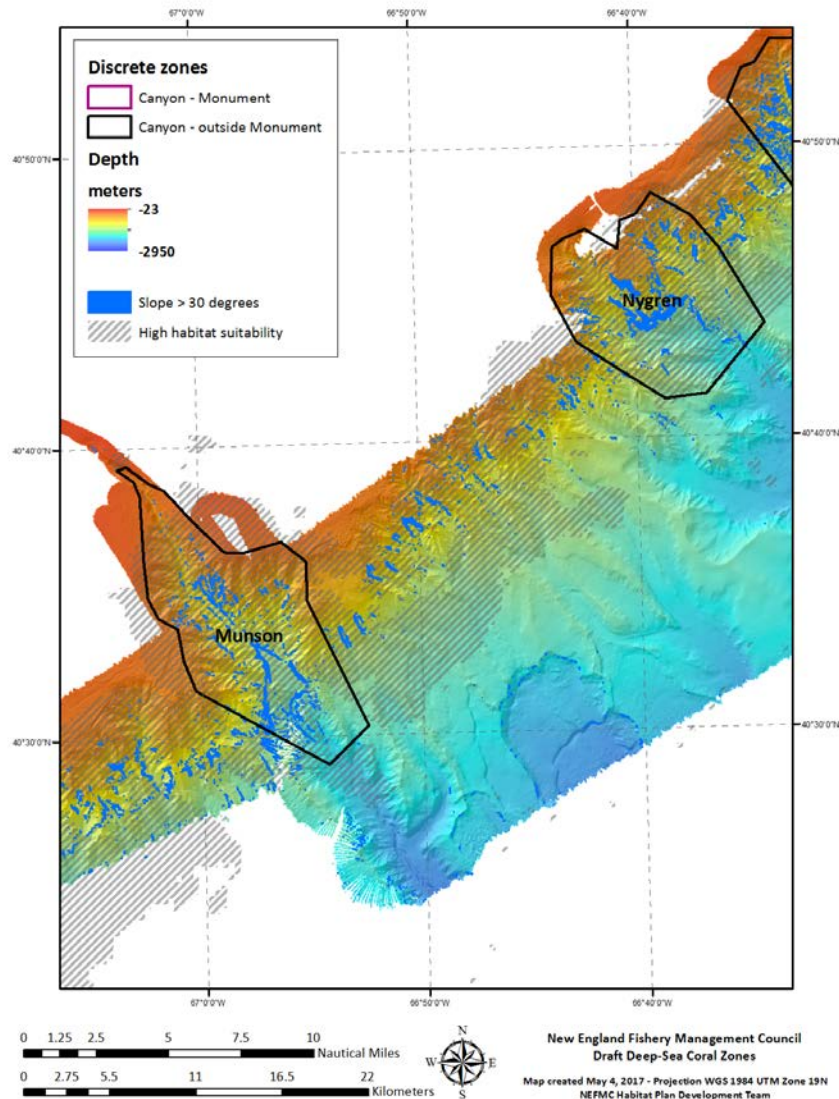 67°0'0"W
66°50'0"W
66°40'0"W
Discrete zones
Canyon - Monument
Canyon - outside Monument
Depth
meters
-23
-2950
Slope > 30 degrees
High habitat suitability
40°50'0"N
40°50'0"N
Nygren
40°40'0"N
40°40'0"N
Munson
40°30'0"N
40°30'0"N
67°0'0"W
66°50'0"W
66°40'0"W
0 1.25 2.5 5 7.5 10
Nautical Miles
0 2.75 5.5 11 16.5 22
Kilometers
N
W E
S
New England Fishery Management Council
Draft Deep-Sea Coral Zones
Map created May 4, 2017 - Projection WGS 1984 UTM Zone 19N
NEFMC Habitat Plan Development Team